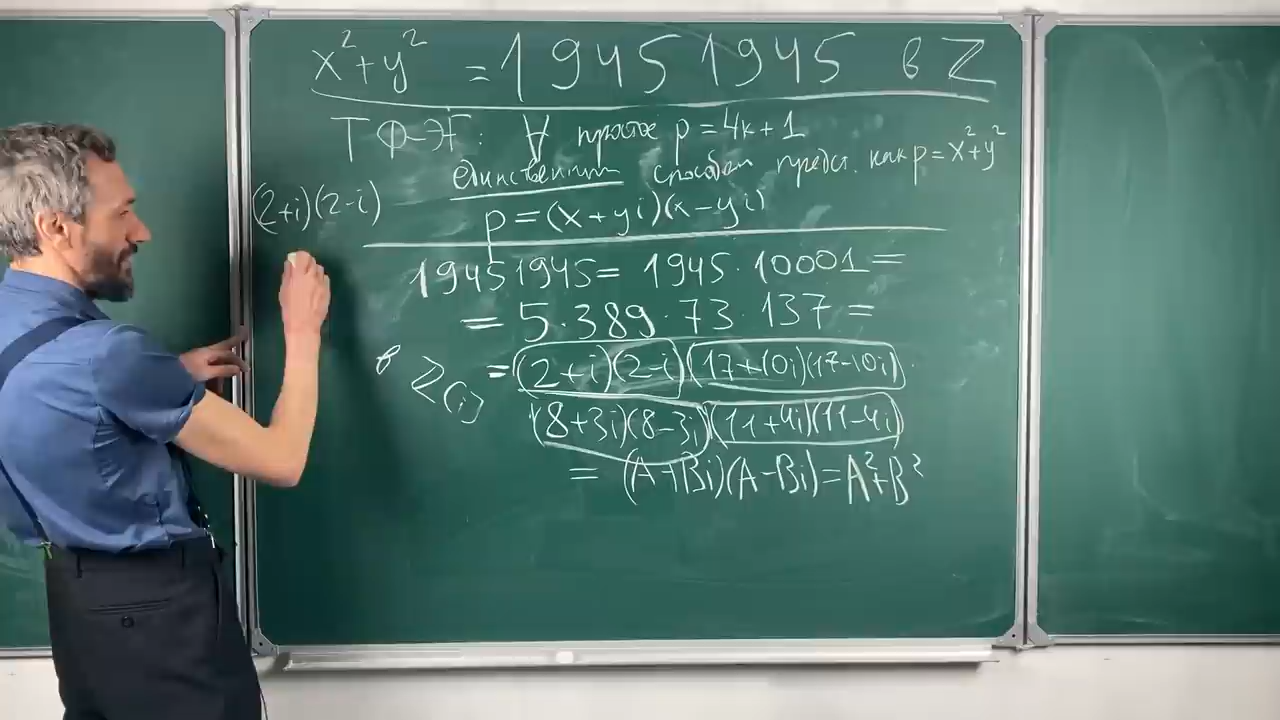 x²+y² = 19451945 в Z
ТФ-ЭГ: ∀ простое p=4k+1
единственным способом предст. как p=x²+y²
(2+i)(2-i)
p=(x+yi)(x-yi)
19451945= 1945·10001=
= 5·389·73·137=
в Z(i) =(2+i)(2-i)(17+10i)(17-10i)·
(8+3i)(8-3i)(11+4i)(11-4i)
= (A+Bi)(A-Bi)=A²+B²